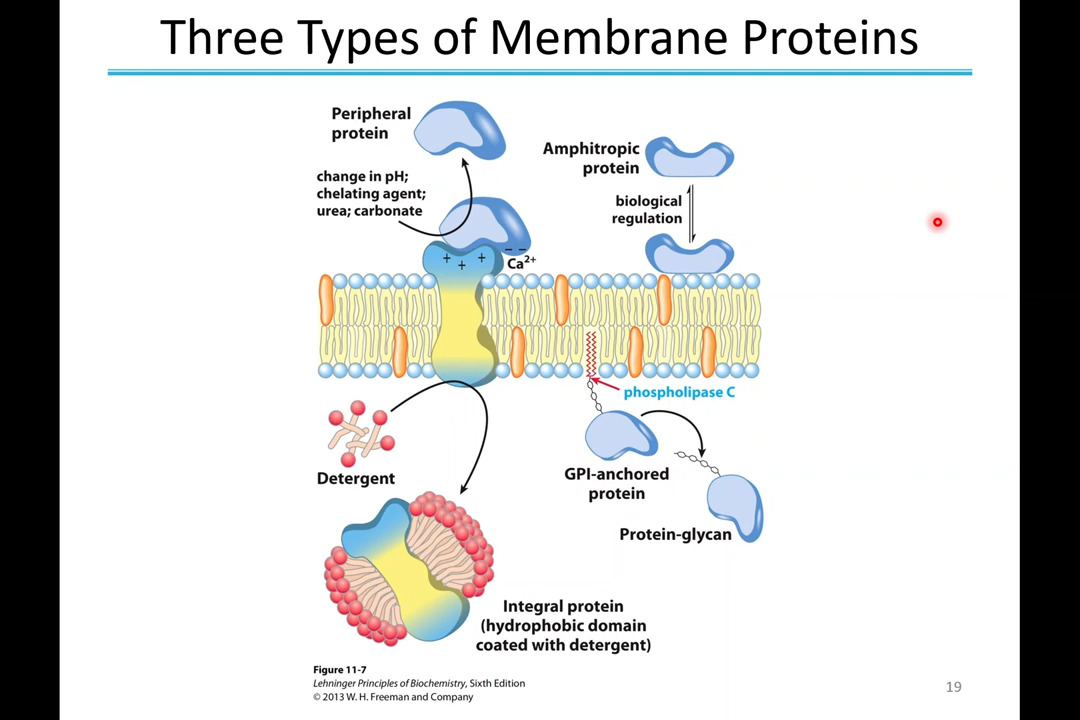 Three Types of Membrane Proteins
Peripheral
protein
change in pH;
chelating agent;
urea; carbonate
Amphitropic
protein
biological
regulation
+ + +
– –
Ca²⁺
phospholipase C
Detergent
GPI-anchored
protein
Protein-glycan
Integral protein
(hydrophobic domain
coated with detergent)
Figure 11-7
Lehninger Principles of Biochemistry, Sixth Edition
© 2013 W. H. Freeman and Company
19